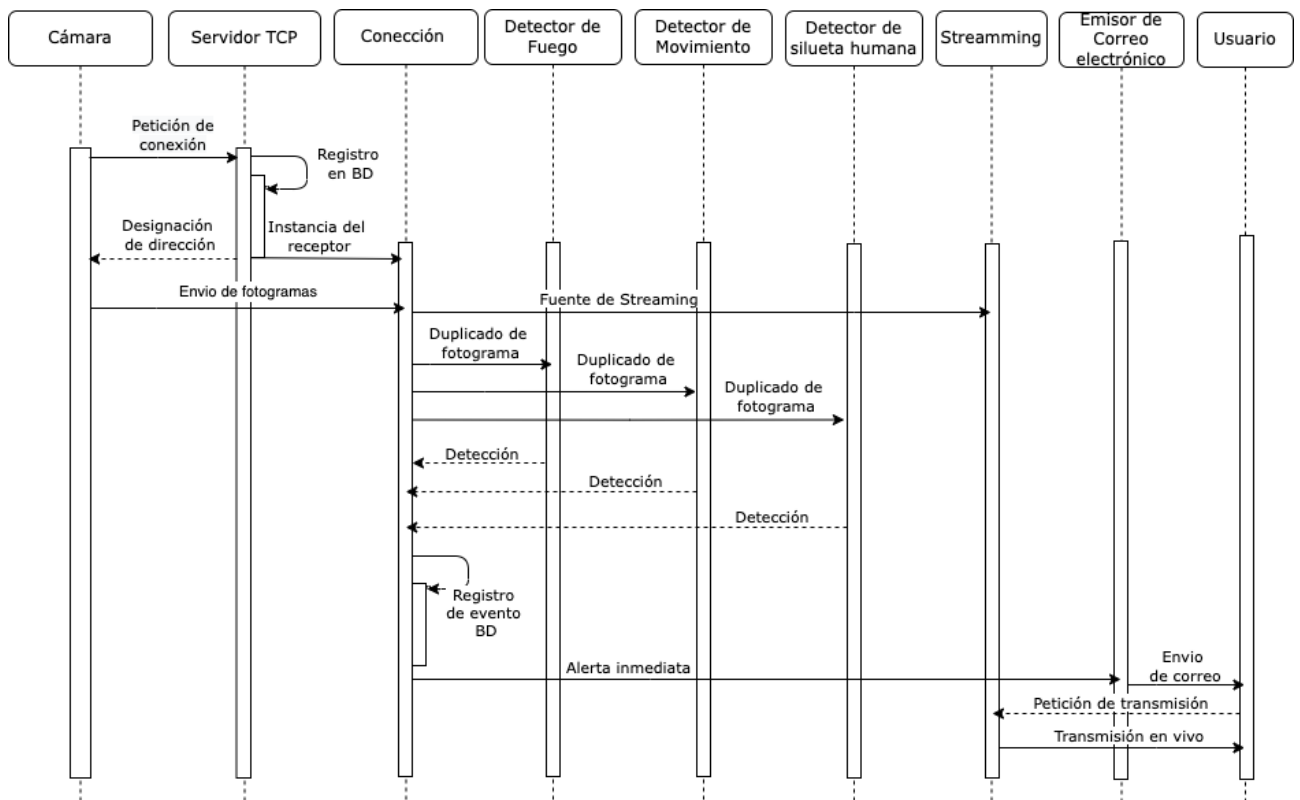 Cámara
Servidor TCP
Conección
Detector de
Fuego
Detector de
Movimiento
Detector de
silueta humana
Streamming
Emisor de
Correo
electrónico
Usuario
Petición de
conexión
Registro
en BD
Designación
de dirección
Instancia del
receptor
Envio de fotogramas
Fuente de Streaming
Duplicado de
fotograma
Duplicado de
fotograma
Duplicado de
fotograma
Detección
Detección
Detección
Registro
de evento
BD
Alerta inmediata
Envio
de correo
Petición de transmisión
Transmisión en vivo